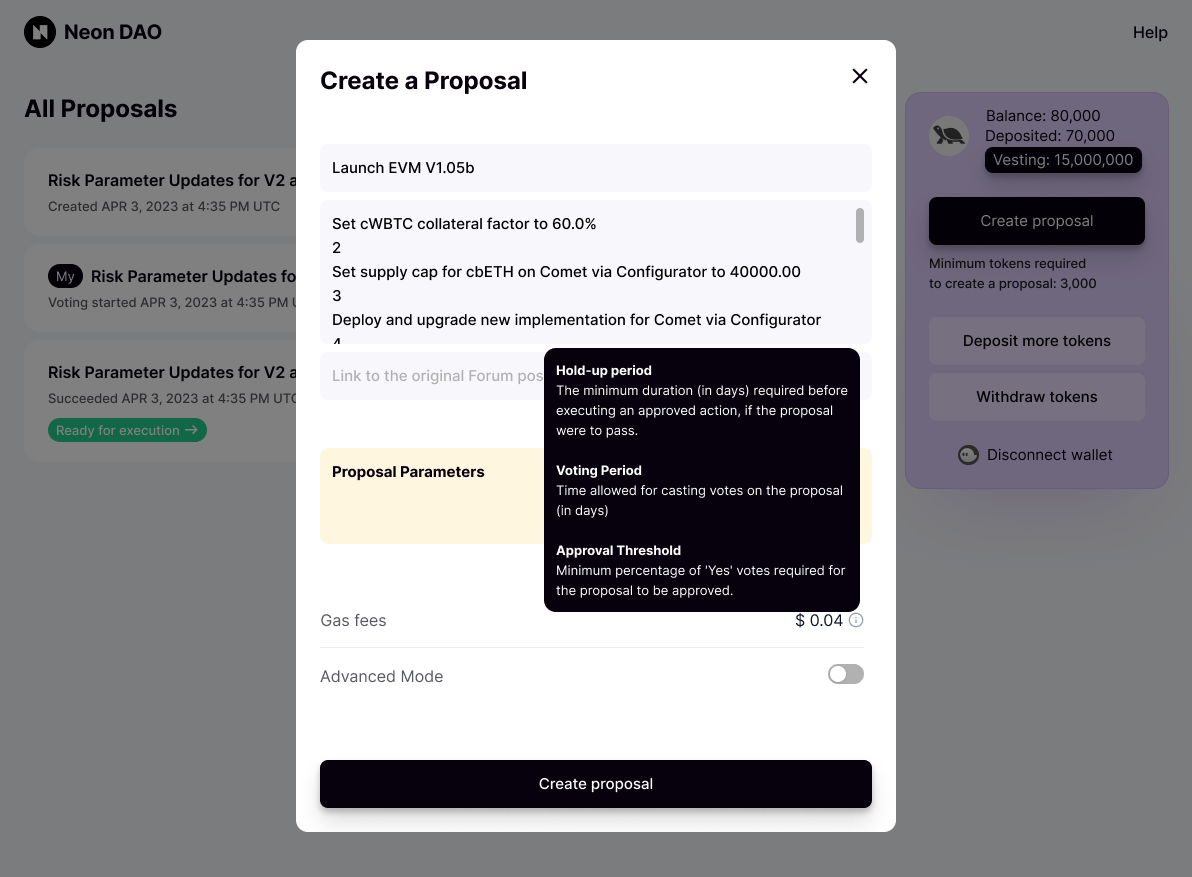 Neon DAO
Help
All Proposals
Risk Parameter Updates for V2 a
Created APR 3, 2023 at 4:35 PM UTC
My Risk Parameter Updates fo
Voting started APR 3, 2023 at 4:35 PM U
Risk Parameter Updates for V2 a
Succeeded APR 3, 2023 at 4:35 PM UTC
Ready for execution →
Create a Proposal
Launch EVM V1.05b
Set cWBTC collateral factor to 60.0%
2
Set supply cap for cbETH on Comet via Configurator to 40000.00
3
Deploy and upgrade new implementation for Comet via Configurator
4
Link to the original Forum pos
Proposal Parameters
Hold-up period
The minimum duration (in days) required before
executing an approved action, if the proposal
were to pass.
Voting Period
Time allowed for casting votes on the proposal
(in days)
Approval Threshold
Minimum percentage of 'Yes' votes required for
the proposal to be approved.
Gas fees
$ 0.04
Advanced Mode
Create proposal
Balance: 80,000
Deposited: 70,000
Vesting: 15,000,000
Create proposal
Minimum tokens required
to create a proposal: 3,000
Deposit more tokens
Withdraw tokens
Disconnect wallet